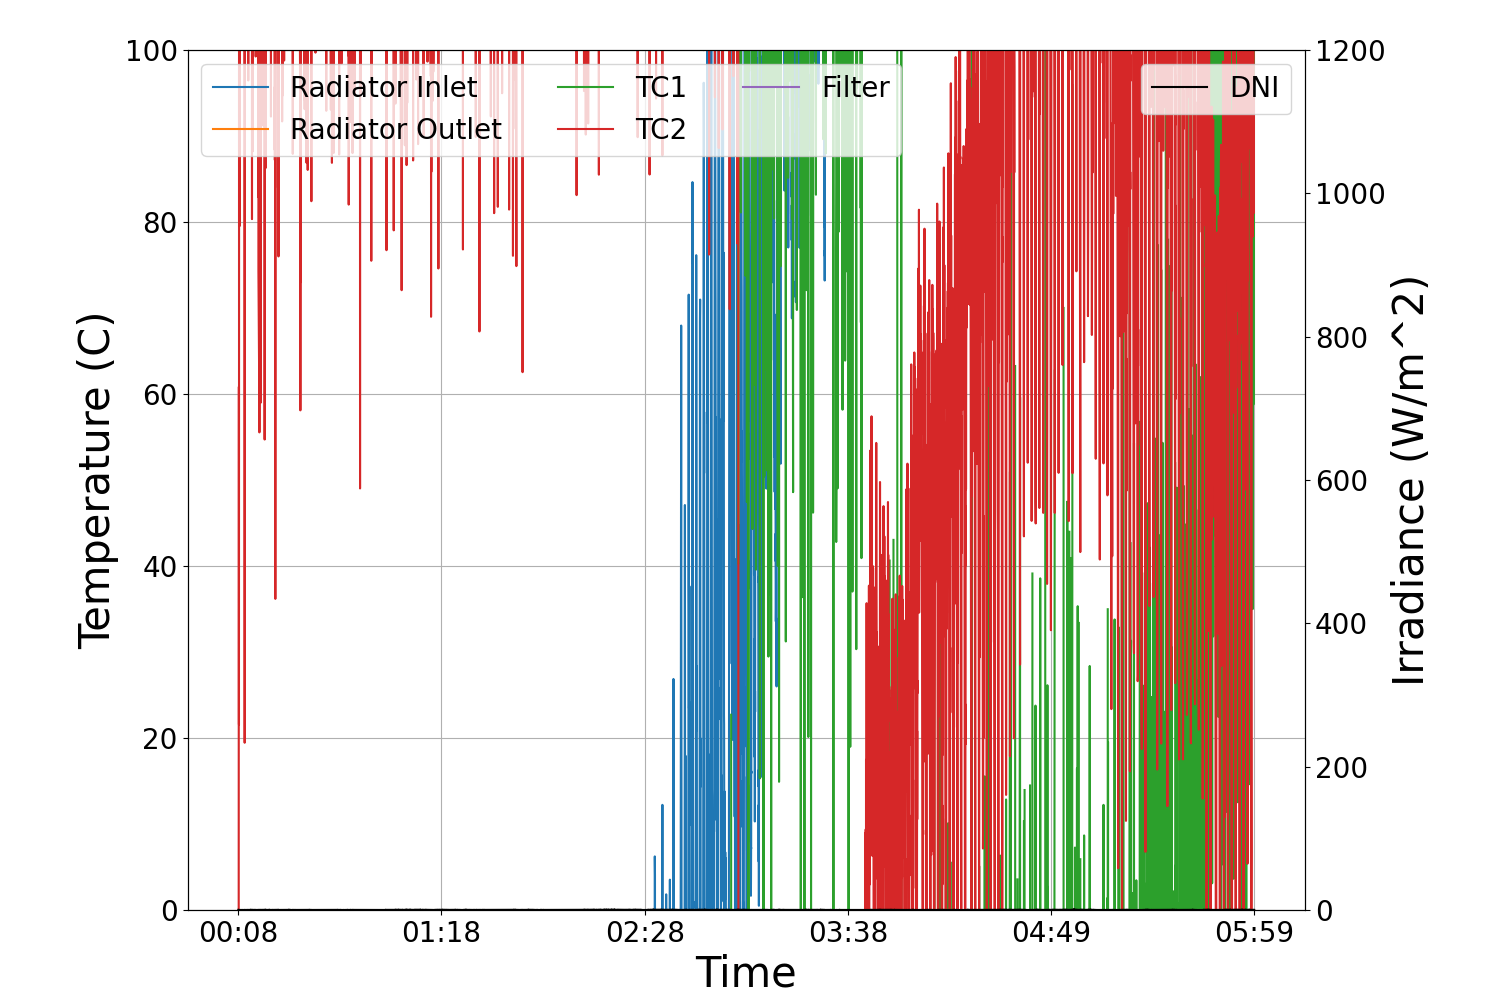 100
80
60
40
20
0
Temperature (C)
Radiator Inlet
Radiator Outlet
TC1
TC2
Filter
DNI
1200
1000
800
600
400
200
0
Irradiance (W/m^2)
00:08 01:18 02:28 03:38 04:49 05:59
Time